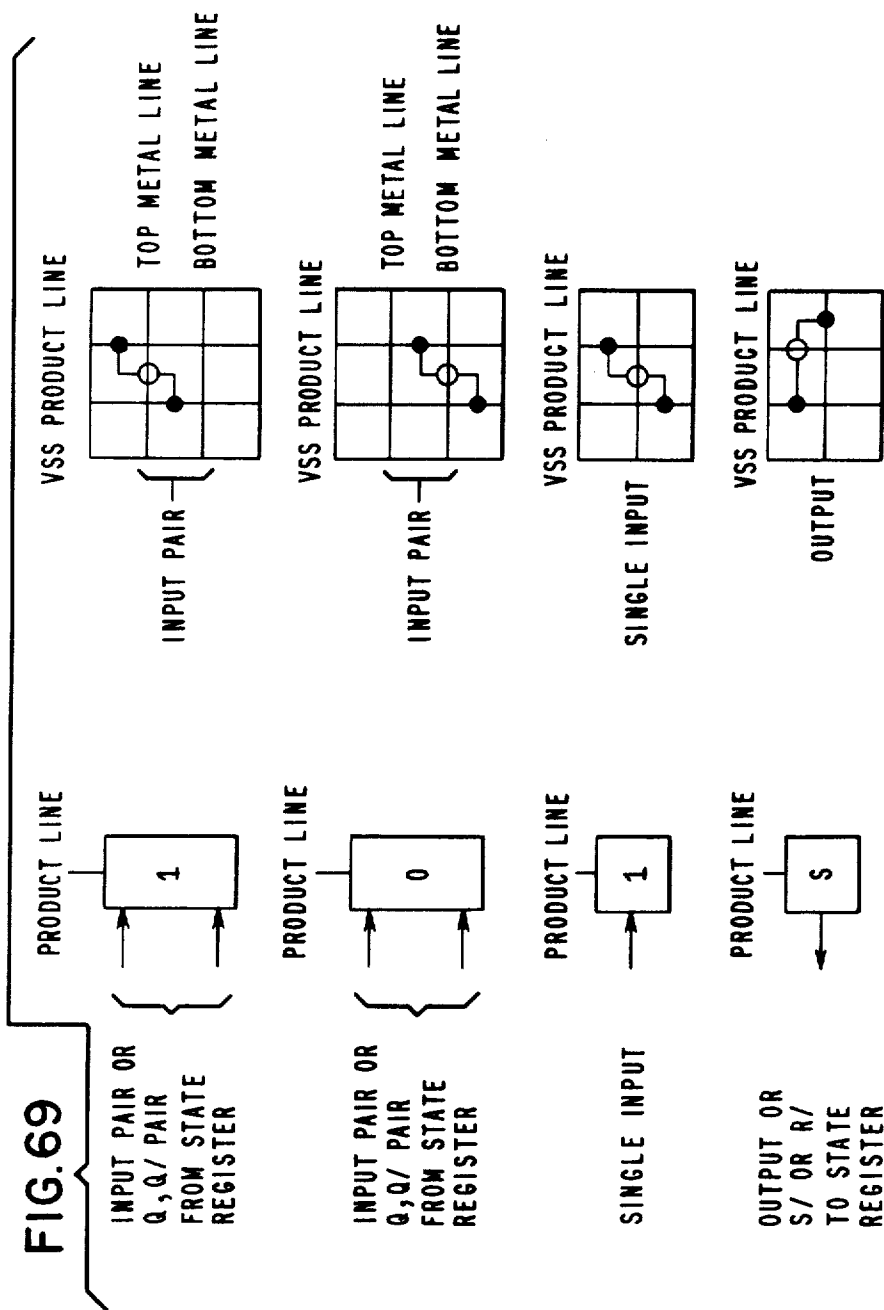 FIG.69
INPUT PAIR OR
Q,Q/ PAIR
FROM STATE
REGISTER
PRODUCT LINE
1
INPUT PAIR
VSS PRODUCT LINE
TOP METAL LINE
BOTTOM METAL LINE
INPUT PAIR OR
Q,Q/ PAIR
FROM STATE
REGISTER
PRODUCT LINE
0
INPUT PAIR
VSS PRODUCT LINE
TOP METAL LINE
BOTTOM METAL LINE
SINGLE INPUT
PRODUCT LINE
1
SINGLE INPUT
VSS PRODUCT LINE
OUTPUT OR
S/ OR R/
TO STATE
REGISTER
PRODUCT LINE
S
OUTPUT
VSS PRODUCT LINE